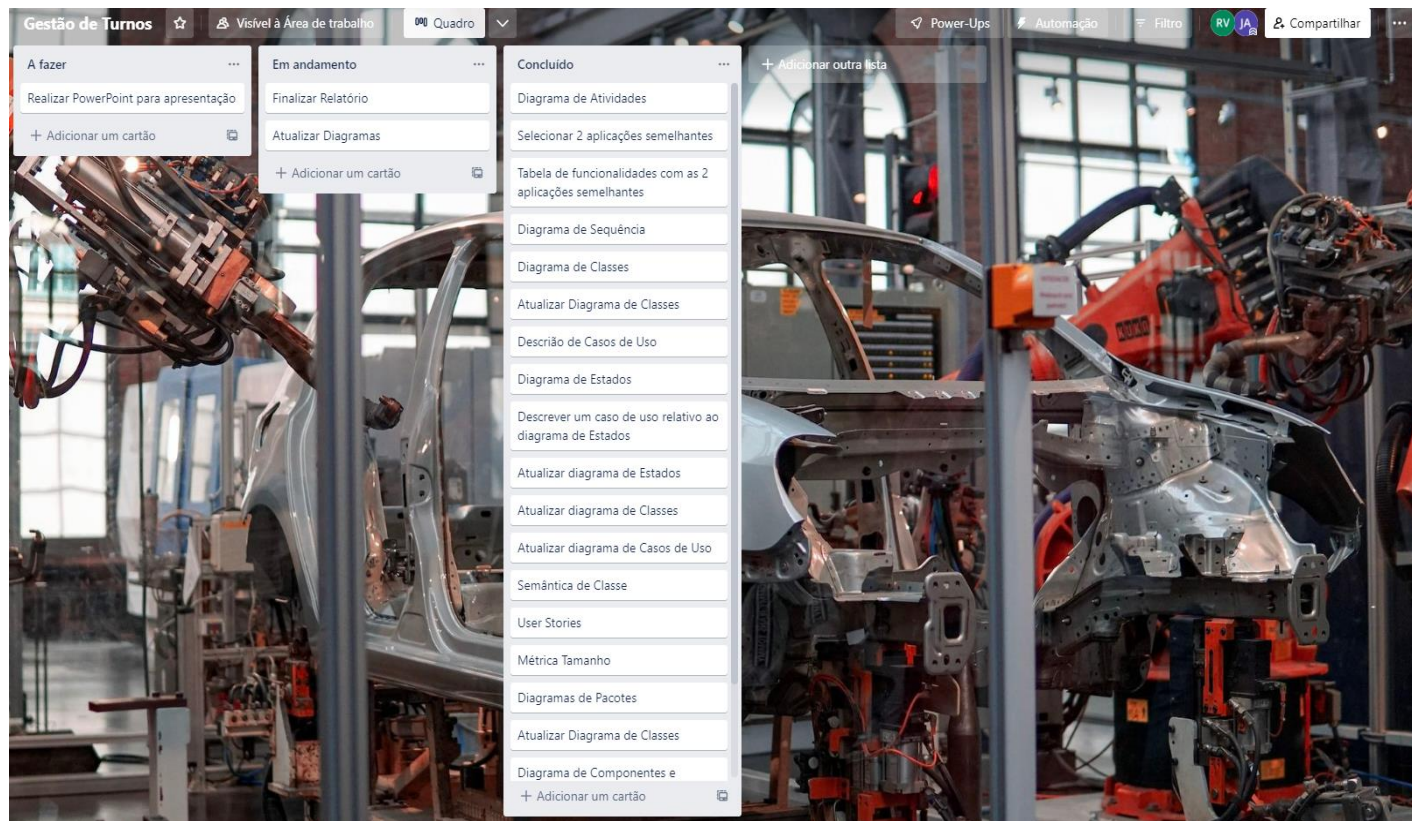 Gestão de Turnos
Visível à Área de trabalho
Quadro
Power-Ups
Automação
Filtro
RV
JA
Compartilhar
A fazer
Realizar PowerPoint para apresentação
+ Adicionar um cartão
Em andamento
Finalizar Relatório
Atualizar Diagramas
+ Adicionar um cartão
Concluído
Diagrama de Atividades
Selecionar 2 aplicações semelhantes
Tabela de funcionalidades com as 2
aplicações semelhantes
Diagrama de Sequência
Diagrama de Classes
Atualizar Diagrama de Classes
Descrião de Casos de Uso
Diagrama de Estados
Descrever um caso de uso relativo ao
diagrama de Estados
Atualizar diagrama de Estados
Atualizar diagrama de Classes
Atualizar diagrama de Casos de Uso
Semântica de Classe
User Stories
Métrica Tamanho
Diagramas de Pacotes
Atualizar Diagrama de Classes
Diagrama de Componentes e
+ Adicionar um cartão
+ Adicionar outra lista
KUKA